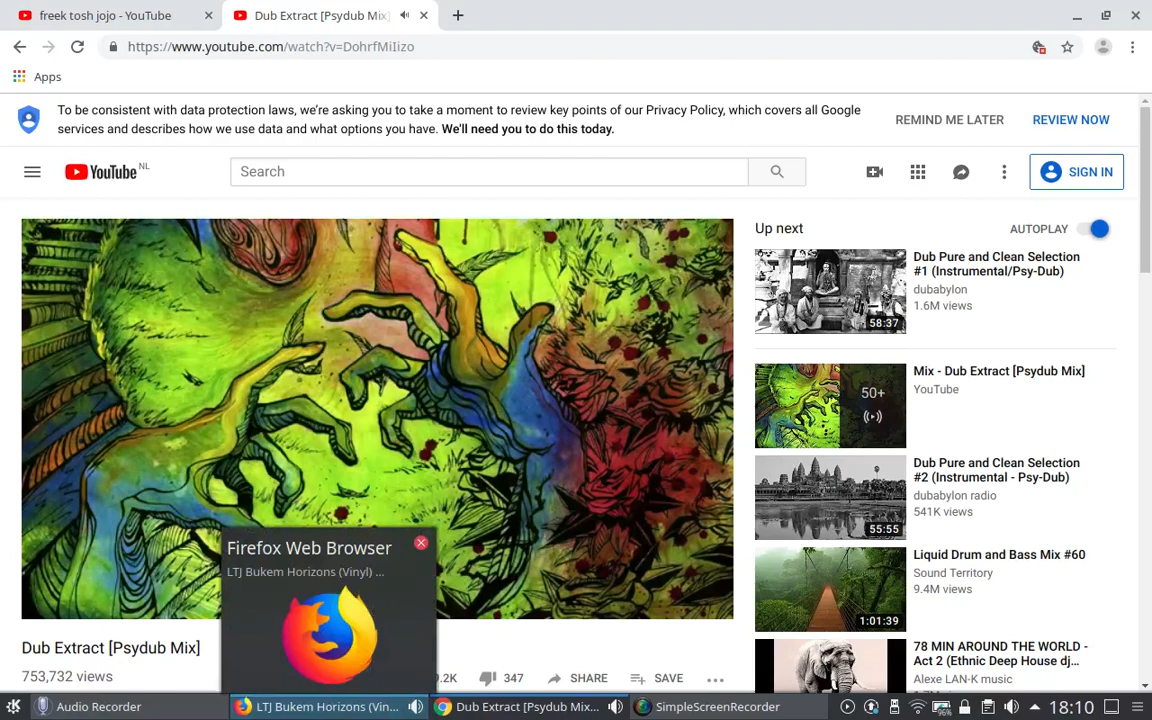 freek tosh jojo - YouTube
Dub Extract [Psydub Mix]
https://www.youtube.com/watch?v=DohrfMiIizo
Apps
To be consistent with data protection laws, we're asking you to take a moment to review key points of our Privacy Policy, which covers all Google
services and describes how we use data and what options you have. We'll need you to do this today.
REMIND ME LATER
REVIEW NOW
YouTube NL
Search
SIGN IN
Up next
AUTOPLAY
Dub Pure and Clean Selection
#1 (Instrumental/Psy-Dub)
dubabylon
1.6M views
58:37
Mix - Dub Extract [Psydub Mix]
YouTube
50+
Dub Pure and Clean Selection
#2 (Instrumental - Psy-Dub)
dubabylon radio
541K views
55:55
Liquid Drum and Bass Mix #60
Sound Territory
9.4M views
1:01:39
78 MIN AROUND THE WORLD -
Act 2 (Ethnic Deep House dj...
Alexe LAN-K music
Firefox Web Browser
LTJ Bukem Horizons (Vinyl) ...
Dub Extract [Psydub Mix]
753,732 views
0.2K
347
SHARE
SAVE
Audio Recorder
LTJ Bukem Horizons (Vin...
Dub Extract [Psydub Mix...
SimpleScreenRecorder
96%
18:10